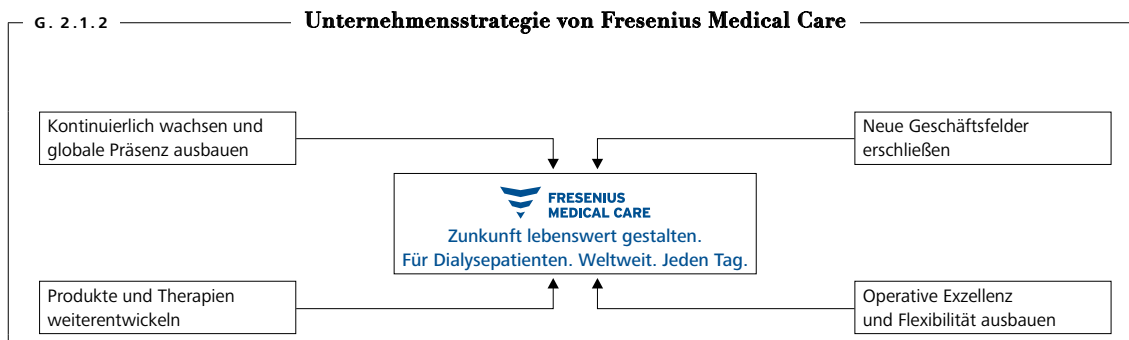 G. 2.1.2
Unternehmensstrategie von Fresenius Medical Care
Kontinuierlich wachsen und
globale Präsenz ausbauen
Neue Geschäftsfelder
erschließen
FRESENIUS
MEDICAL CARE
Zunkunft lebenswert gestalten.
Für Dialysepatienten. Weltweit. Jeden Tag.
Produkte und Therapien
weiterentwickeln
Operative Exzellenz
und Flexibilität ausbauen